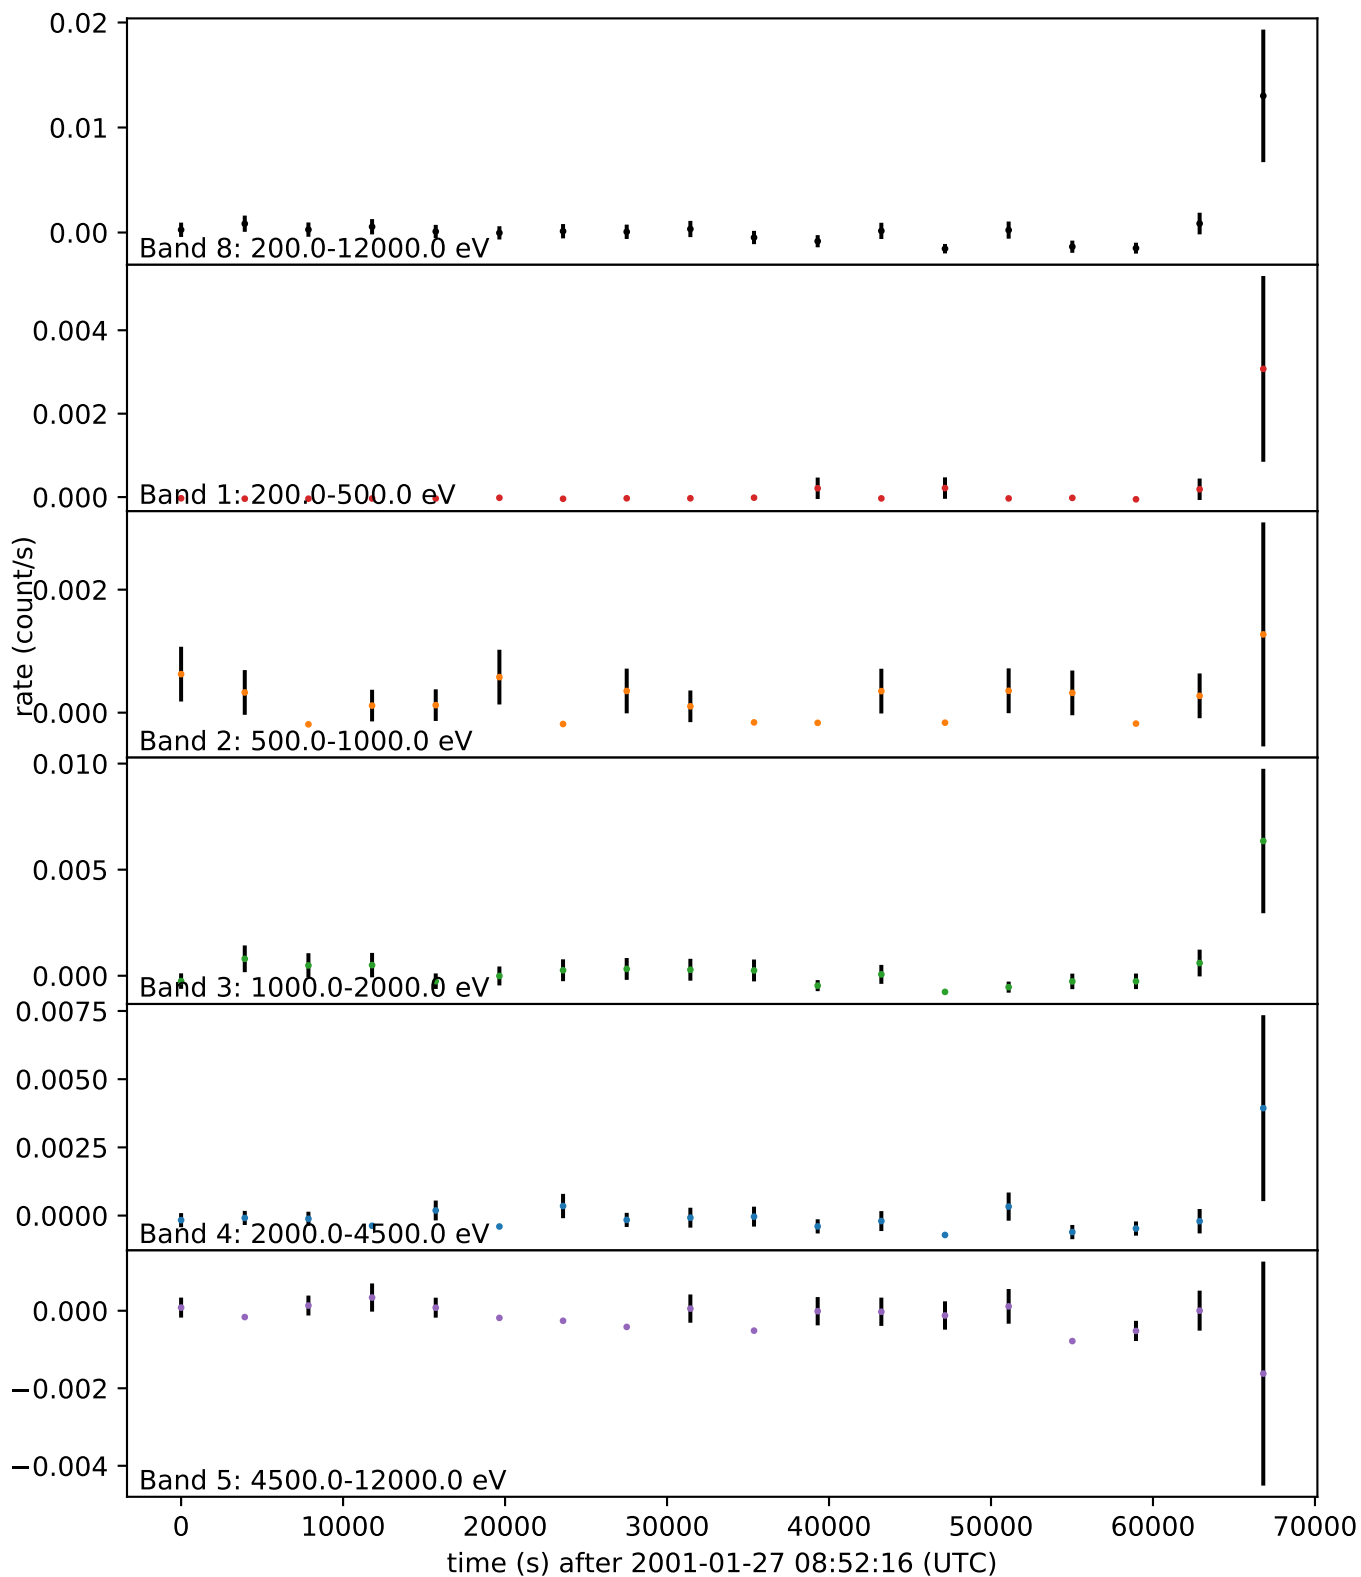 0.02
0.01
0.00
Band 8: 200.0-12000.0 eV
0.004
0.002
0.000
Band 1: 200.0-500.0 eV
rate (count/s)
0.002
0.000
Band 2: 500.0-1000.0 eV
0.010
0.005
0.000
Band 3: 1000.0-2000.0 eV
0.0075
0.0050
0.0025
0.0000
Band 4: 2000.0-4500.0 eV
0.000
−0.002
−0.004
Band 5: 4500.0-12000.0 eV
0 10000 20000 30000 40000 50000 60000 70000
time (s) after 2001-01-27 08:52:16 (UTC)